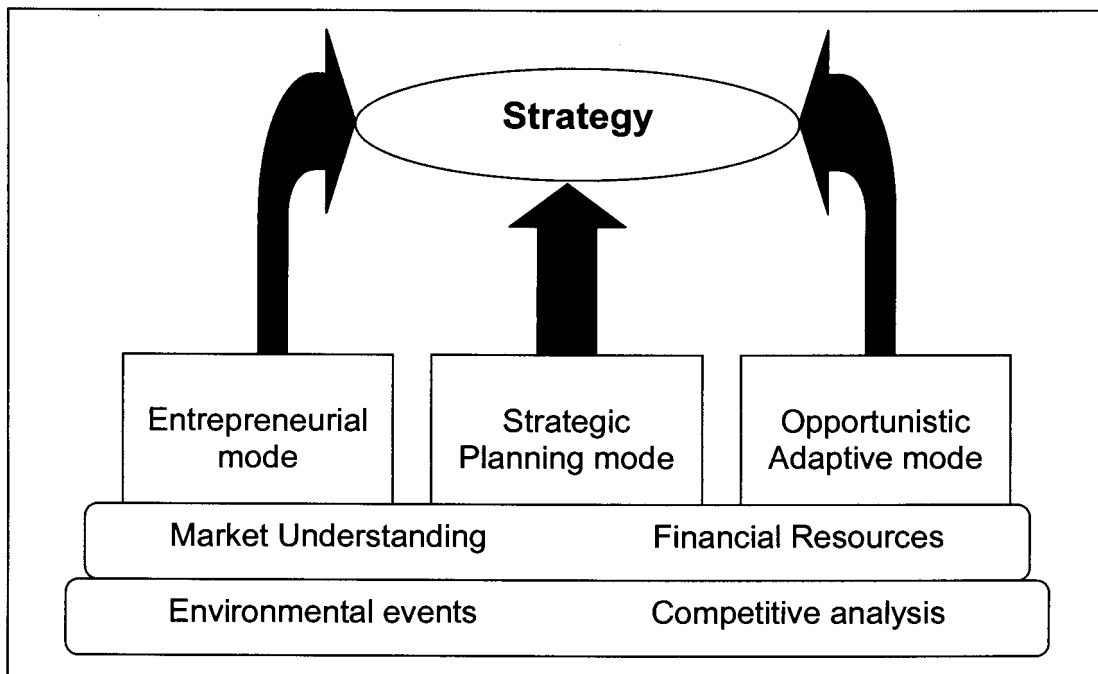 Strategy
Entrepreneurial
mode
Strategic
Planning mode
Opportunistic
Adaptive mode
Market Understanding
Financial Resources
Environmental events
Competitive analysis